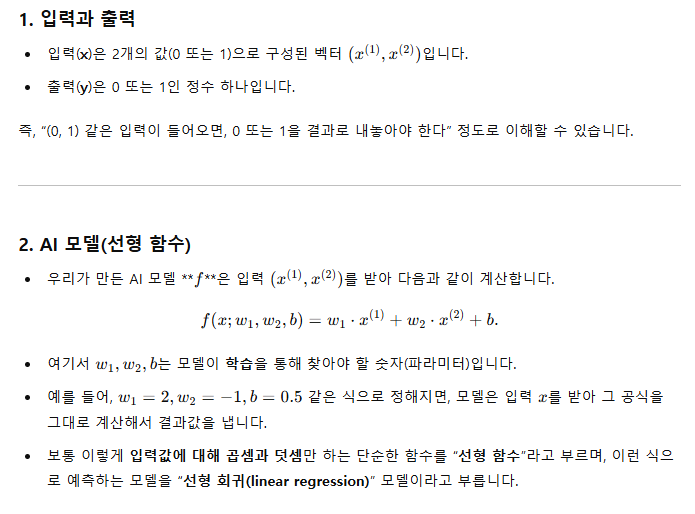 1. 입력과 출력
• 입력(x)은 2개의 값(0 또는 1)으로 구성된 벡터 (x⁽¹⁾, x⁽²⁾)입니다.
• 출력(y)은 0 또는 1인 정수 하나입니다.
즉, “(0, 1) 같은 입력이 들어오면, 0 또는 1을 결과로 내놓아야 한다” 정도로 이해할 수 있습니다.
2. AI 모델(선형 함수)
• 우리가 만든 AI 모델 **f**은 입력 (x⁽¹⁾, x⁽²⁾)를 받아 다음과 같이 계산합니다.
f(x; w₁, w₂, b) = w₁ · x⁽¹⁾ + w₂ · x⁽²⁾ + b.
• 여기서 w₁, w₂, b는 모델이 학습을 통해 찾아야 할 숫자(파라미터)입니다.
• 예를 들어, w₁ = 2, w₂ = −1, b = 0.5 같은 식으로 정해지면, 모델은 입력 x를 받아 그 공식을
그대로 계산해서 결과값을 냅니다.
• 보통 이렇게 입력값에 대해 곱셈과 덧셈만 하는 단순한 함수를 “선형 함수”라고 부르며, 이런 식으
로 예측하는 모델을 “선형 회귀(linear regression)” 모델이라고 부릅니다.